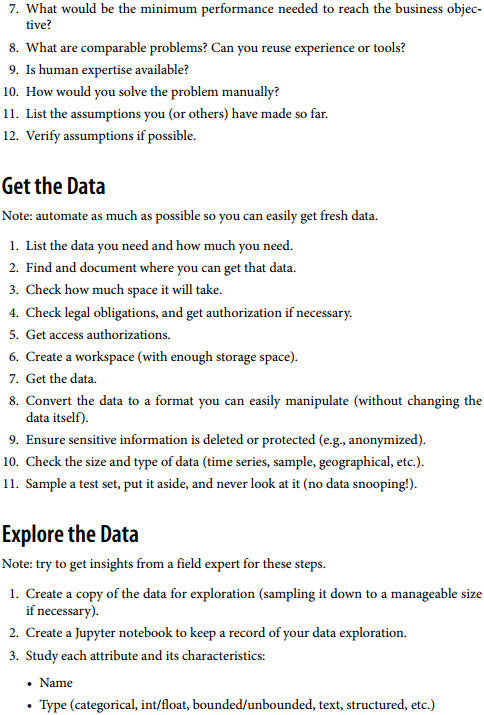 7. What would be the minimum performance needed to reach the business objec-
tive?
8. What are comparable problems? Can you reuse experience or tools?
9. Is human expertise available?
10. How would you solve the problem manually?
11. List the assumptions you (or others) have made so far.
12. Verify assumptions if possible.
Get the Data
Note: automate as much as possible so you can easily get fresh data.
1. List the data you need and how much you need.
2. Find and document where you can get that data.
3. Check how much space it will take.
4. Check legal obligations, and get authorization if necessary.
5. Get access authorizations.
6. Create a workspace (with enough storage space).
7. Get the data.
8. Convert the data to a format you can easily manipulate (without changing the
data itself).
9. Ensure sensitive information is deleted or protected (e.g., anonymized).
10. Check the size and type of data (time series, sample, geographical, etc.).
11. Sample a test set, put it aside, and never look at it (no data snooping!).
Explore the Data
Note: try to get insights from a field expert for these steps.
1. Create a copy of the data for exploration (sampling it down to a manageable size
if necessary).
2. Create a Jupyter notebook to keep a record of your data exploration.
3. Study each attribute and its characteristics:
• Name
• Type (categorical, int/float, bounded/unbounded, text, structured, etc.)